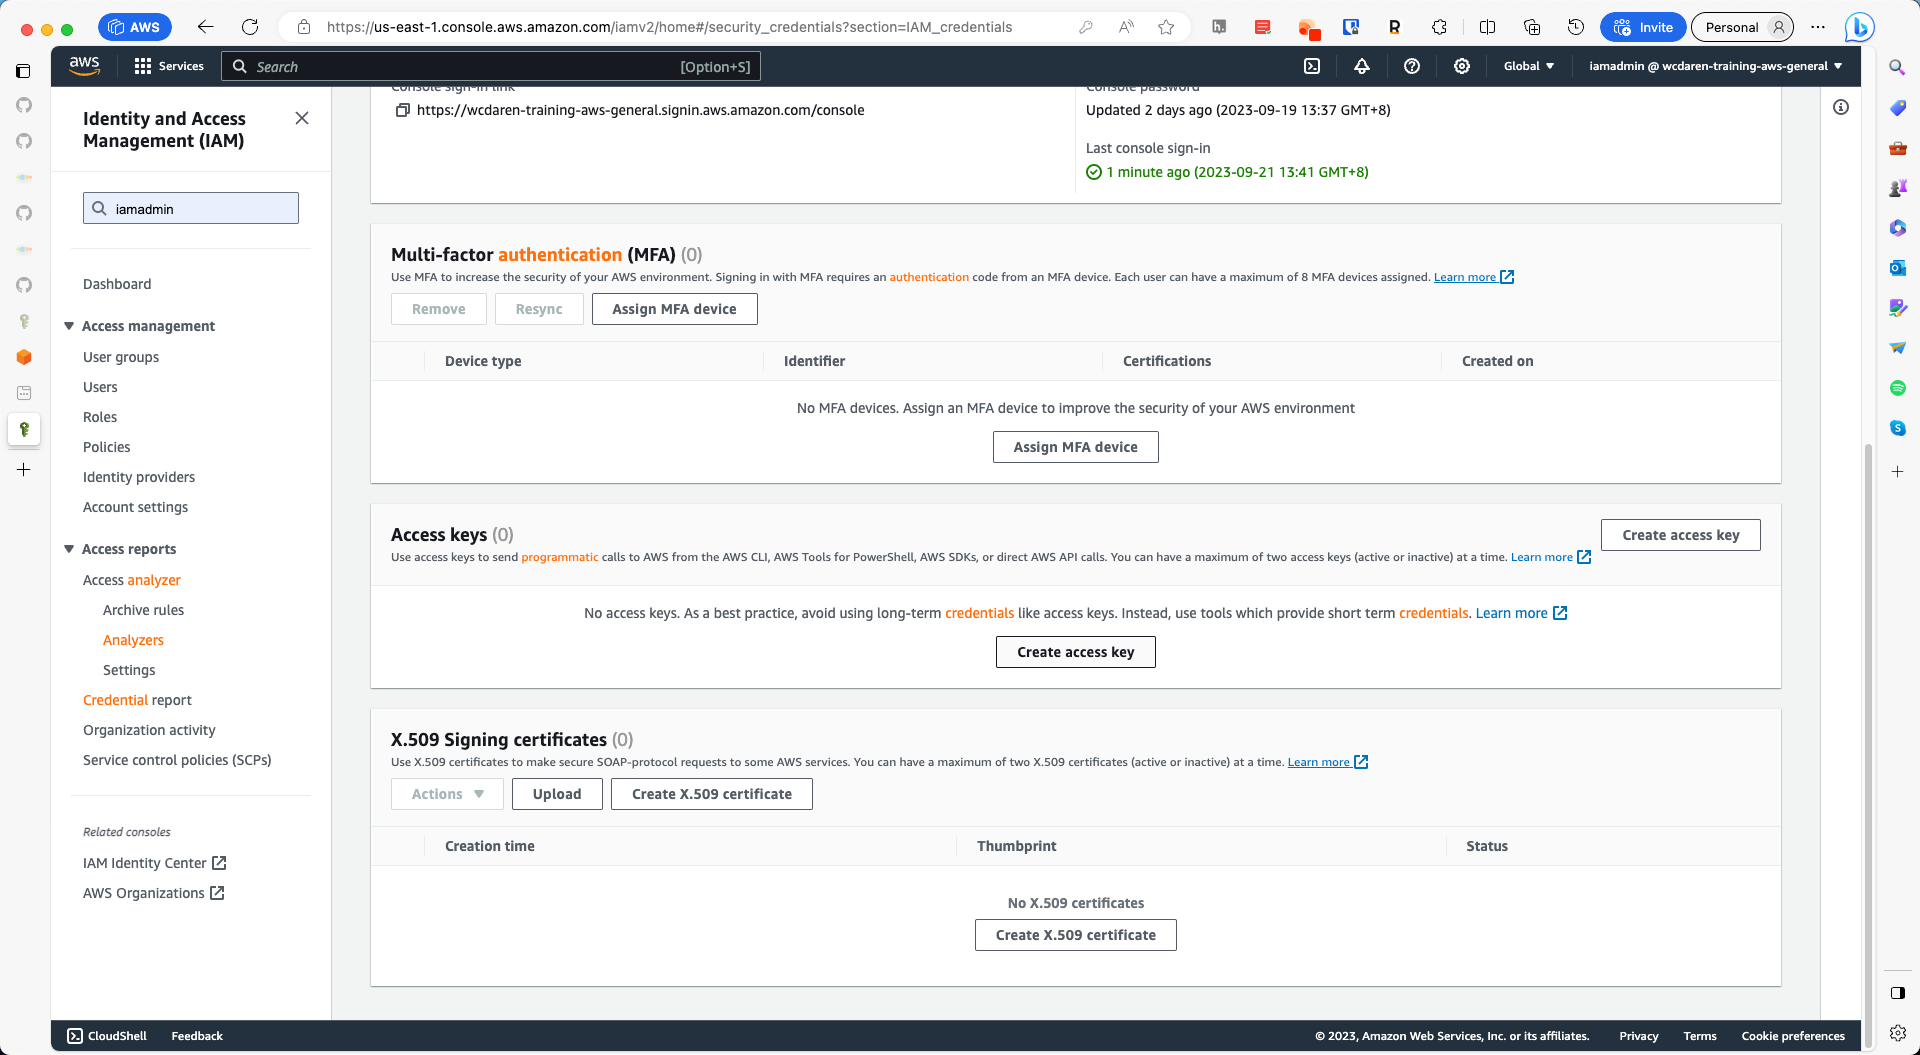 AWS
https://us-east-1.console.aws.amazon.com/iamv2/home#/security_credentials?section=IAM_credentials
Invite
Personal
aws
Services
Search
[Option+S]
Global
iamadmin @ wcdaren-training-aws-general
Identity and Access
Management (IAM)
iamadmin
Dashboard
Access management
User groups
Users
Roles
Policies
Identity providers
Account settings
Access reports
Access analyzer
Archive rules
Analyzers
Settings
Credential report
Organization activity
Service control policies (SCPs)
Related consoles
IAM Identity Center
AWS Organizations
Console sign-in link
https://wcdaren-training-aws-general.signin.aws.amazon.com/console
Console password
Updated 2 days ago (2023-09-19 13:37 GMT+8)
Last console sign-in
1 minute ago (2023-09-21 13:41 GMT+8)
Multi-factor authentication (MFA) (0)
Use MFA to increase the security of your AWS environment. Signing in with MFA requires an authentication code from an MFA device. Each user can have a maximum of 8 MFA devices assigned. Learn more
Remove
Resync
Assign MFA device
Device type
Identifier
Certifications
Created on
No MFA devices. Assign an MFA device to improve the security of your AWS environment
Assign MFA device
Access keys (0)
Use access keys to send programmatic calls to AWS from the AWS CLI, AWS Tools for PowerShell, AWS SDKs, or direct AWS API calls. You can have a maximum of two access keys (active or inactive) at a time. Learn more
Create access key
No access keys. As a best practice, avoid using long-term credentials like access keys. Instead, use tools which provide short term credentials. Learn more
Create access key
X.509 Signing certificates (0)
Use X.509 certificates to make secure SOAP-protocol requests to some AWS services. You can have a maximum of two X.509 certificates (active or inactive) at a time. Learn more
Actions
Upload
Create X.509 certificate
Creation time
Thumbprint
Status
No X.509 certificates
Create X.509 certificate
CloudShell
Feedback
© 2023, Amazon Web Services, Inc. or its affiliates.
Privacy
Terms
Cookie preferences